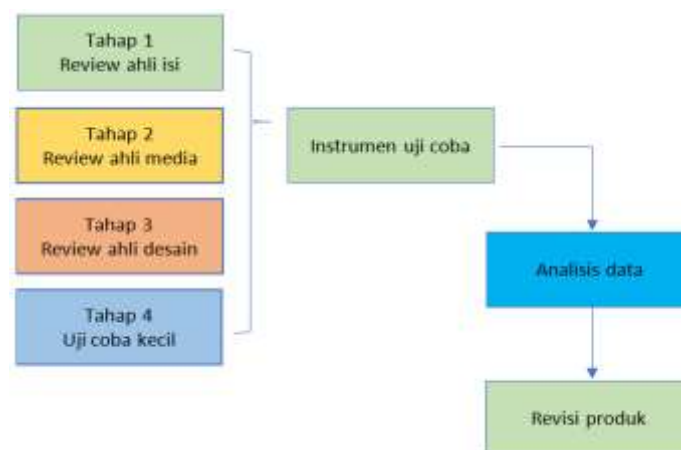 Tahap 1
Review ahli isi
Tahap 2
Review ahli media
Tahap 3
Review ahli desain
Tahap 4
Uji coba kecil
Instrumen uji coba
Analisis data
Revisi produk